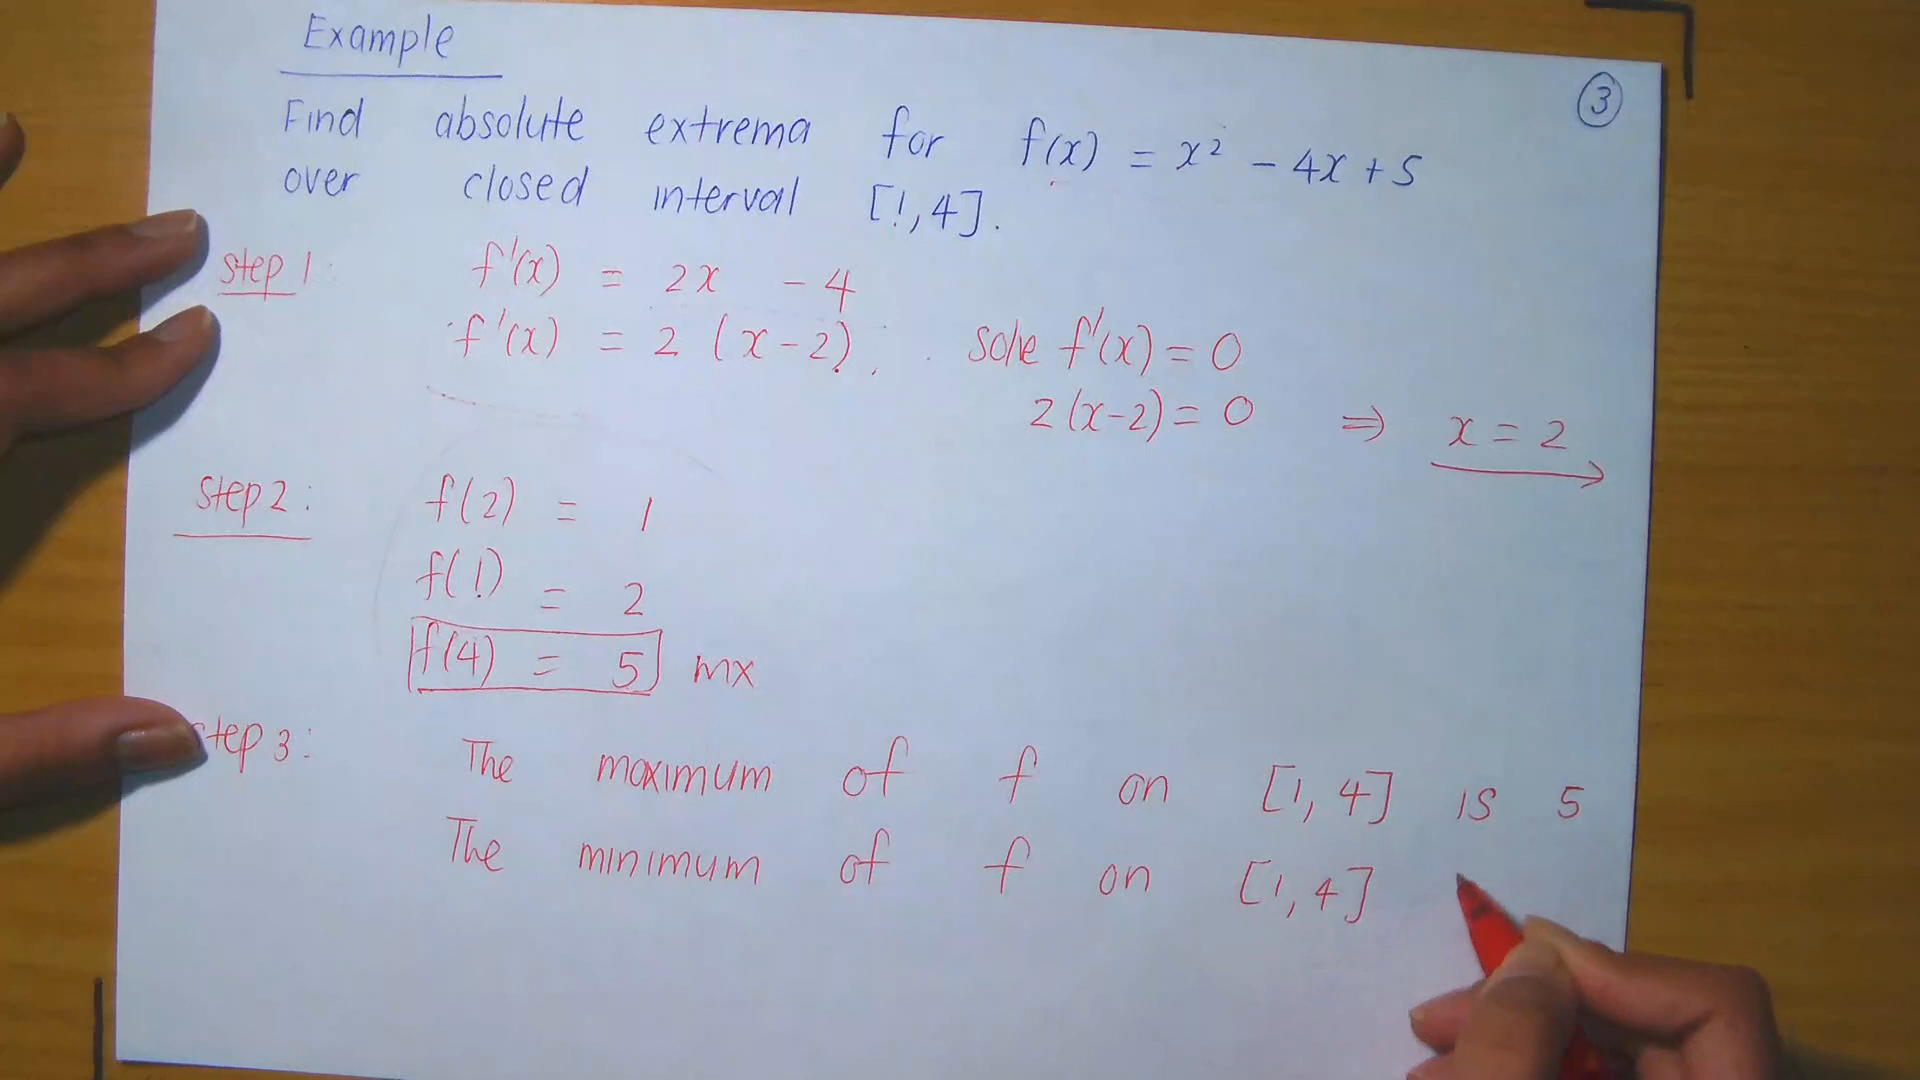 Example
③
Find absolute extrema for f(x) = x² - 4x + 5
over closed interval [1, 4].
step 1: f'(x) = 2x - 4
f'(x) = 2 (x-2), solve f'(x) = 0
2(x-2) = 0 ⇒ x = 2
step 2: f(2) = 1
f(1) = 2
f(4) = 5 mx
step 3: The maximum of f on [1, 4] is 5
The minimum of f on [1, 4]